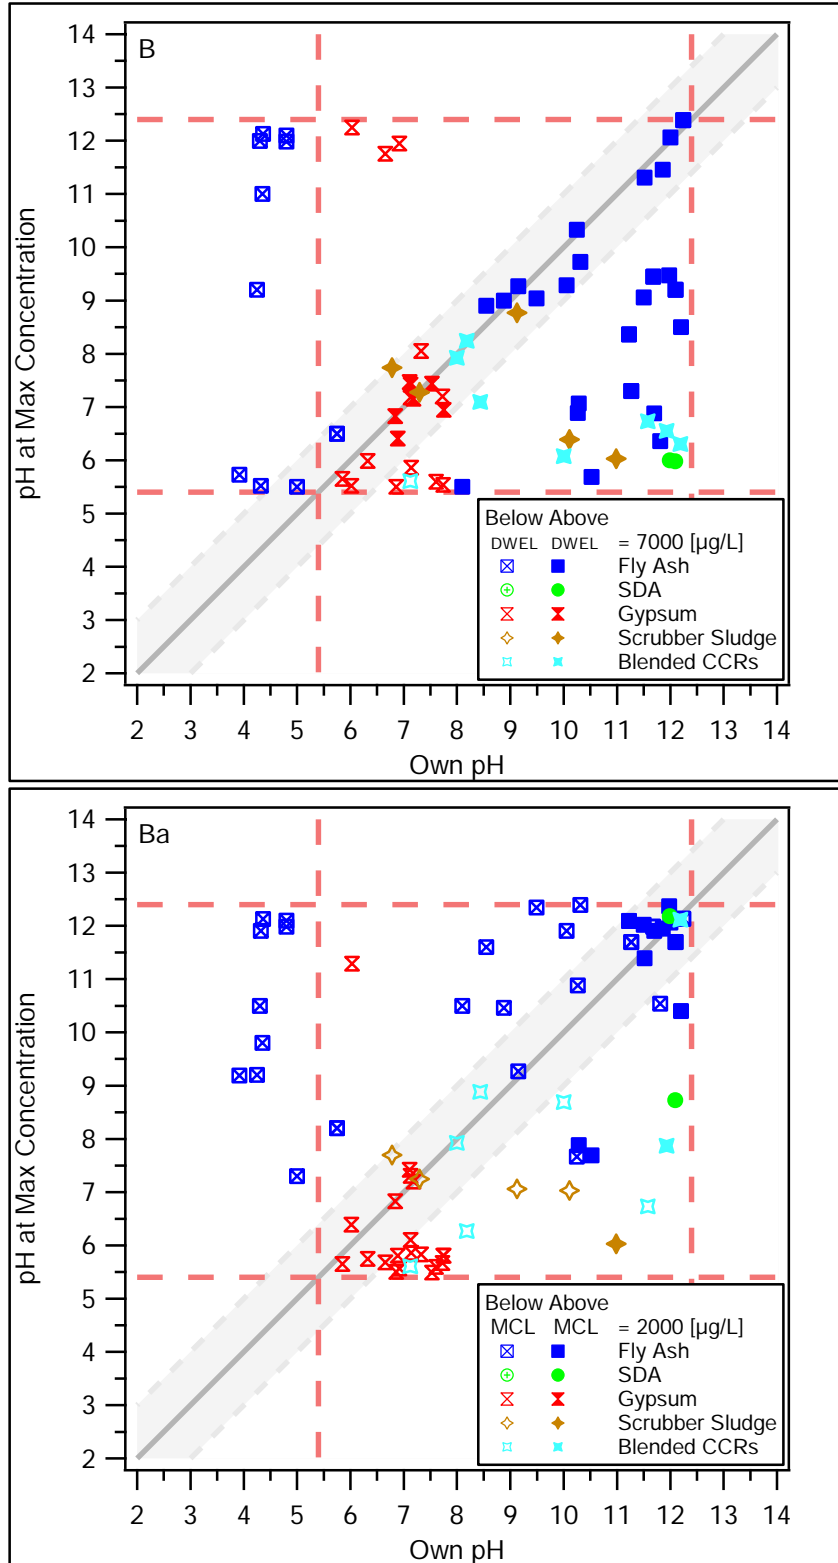 B
14
13
12
11
10
9
8
7
6
5
4
3
2
pH at Max Concentration
Below Above
DWEL DWEL = 7000 [µg/L]
Fly Ash
SDA
Gypsum
Scrubber Sludge
Blended CCRs
2 3 4 5 6 7 8 9 10 11 12 13 14
Own pH
Ba
14
13
12
11
10
9
8
7
6
5
4
3
2
pH at Max Concentration
Below Above
MCL MCL = 2000 [µg/L]
Fly Ash
SDA
Gypsum
Scrubber Sludge
Blended CCRs
2 3 4 5 6 7 8 9 10 11 12 13 14
Own pH